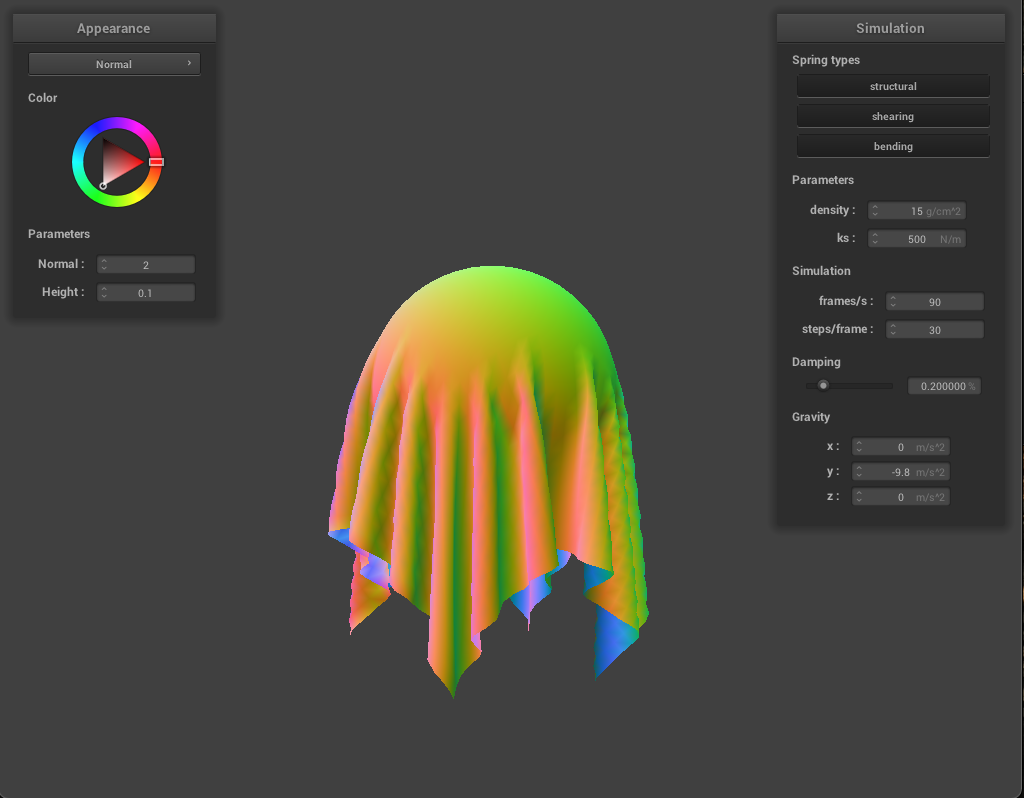 Appearance
Normal ›
Color
Parameters
Normal : 2
Height : 0.1
Simulation
Spring types
structural
shearing
bending
Parameters
density : 15 g/cm^2
ks : 500 N/m
Simulation
frames/s : 90
steps/frame : 30
Damping
0.200000 %
Gravity
x : 0 m/s^2
y : -9.8 m/s^2
z : 0 m/s^2